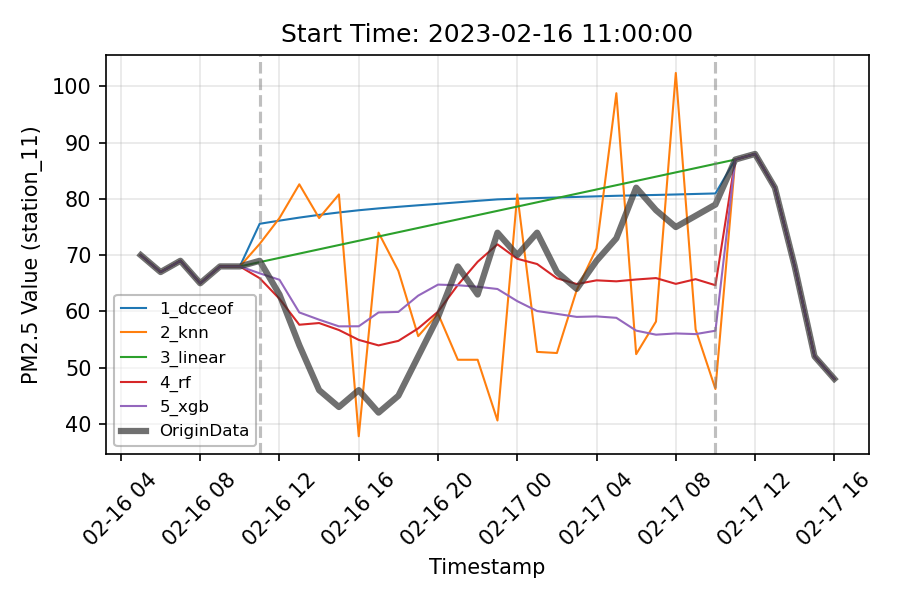 Start Time: 2023-02-16 11:00:00
PM2.5 Value (station_11)
100
90
80
70
60
50
40
1_dcceof
2_knn
3_linear
4_rf
5_xgb
OriginData
02-16 04
02-16 08
02-16 12
02-16 16
02-16 20
02-17 00
02-17 04
02-17 08
02-17 12
02-17 16
Timestamp